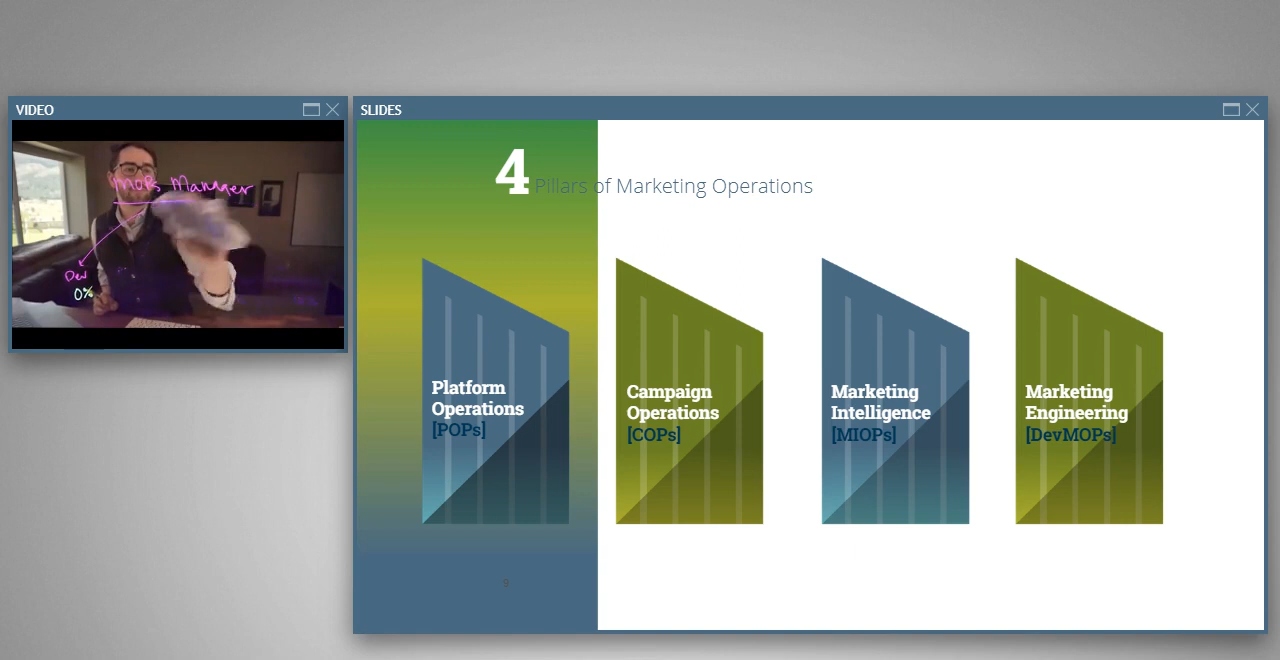 VIDEO
MOPs Manager
Dev
0%
SLIDES
4 Pillars of Marketing Operations
Platform
Operations
[POPs]
Campaign
Operations
[COPs]
Marketing
Intelligence
[MIOPs]
Marketing
Engineering
[DevMOPs]
9